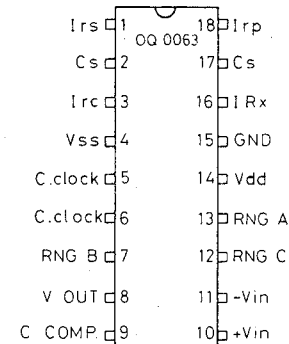 Irs 1 18 Irp
OQ 0063
Cs 2 17 Cs
Irc 3 16 IRx
Vss 4 15 GND
C.clock 5 14 Vdd
C.clock 6 13 RNG A
RNG B 7 12 RNG C
V OUT 8 11 -Vin
C COMP. 9 10 +Vin